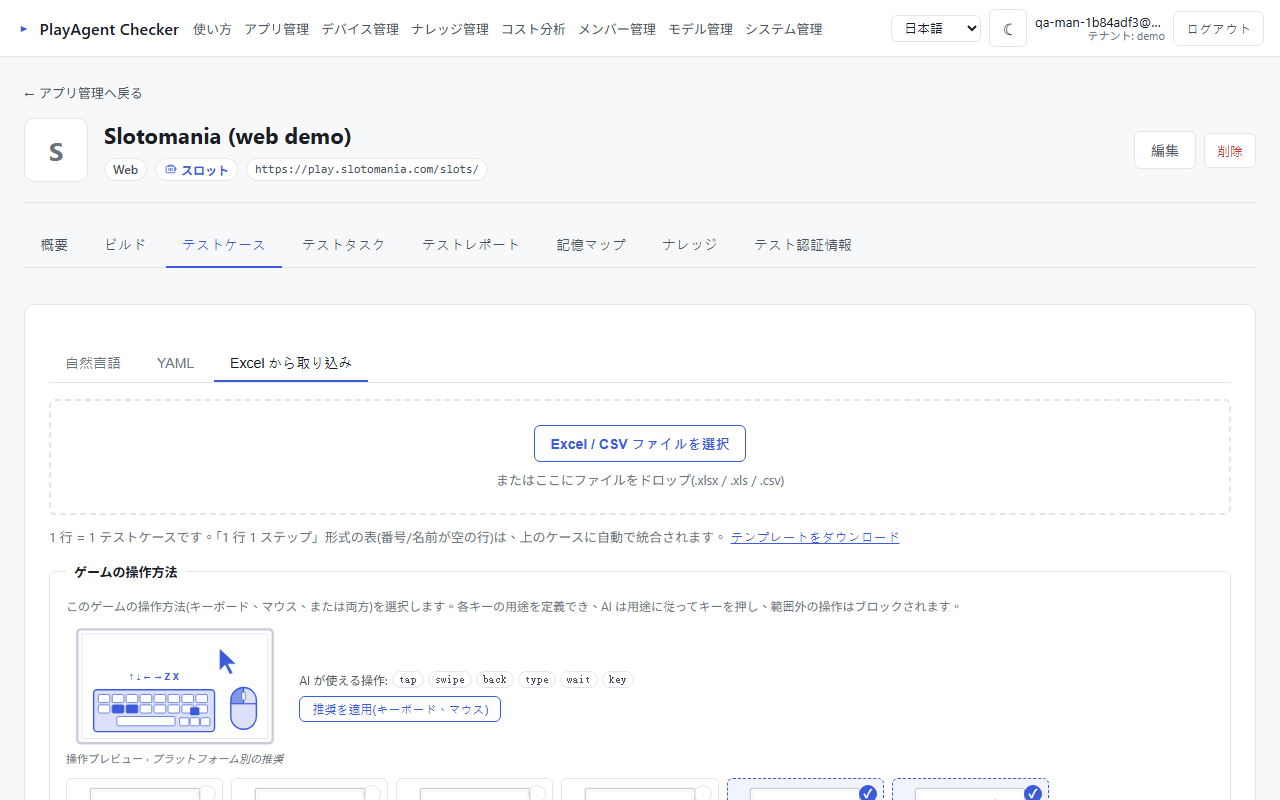 ▸ PlayAgent Checker 使い方 アプリ管理 デバイス管理 ナレッジ管理 コスト分析 メンバー管理 モデル管理 システム管理 日本語 qa-man-1b84adf3@... ログアウト
テナント: demo
← アプリ管理へ戻る
S
Slotomania (web demo)
Web スロット https://play.slotomania.com/slots/
編集 削除
概要 ビルド テストケース テストタスク テストレポート 記憶マップ ナレッジ テスト認証情報
自然言語 YAML Excel から取り込み
Excel / CSV ファイルを選択
またはここにファイルをドロップ(.xlsx / .xls / .csv)
1 行 = 1 テストケースです。「1 行 1 ステップ」形式の表(番号/名前が空の行)は、上のケースに自動で統合されます。 テンプレートをダウンロード
ゲームの操作方法
このゲームの操作方法(キーボード、マウス、または両方)を選択します。各キーの用途を定義でき、AI は用途に従ってキーを押し、範囲外の操作はブロックされます。
↑↓←→ZX
AI が使える操作: tap swipe back type wait key
推奨を適用(キーボード、マウス)
操作プレビュー · プラットフォーム別の推奨